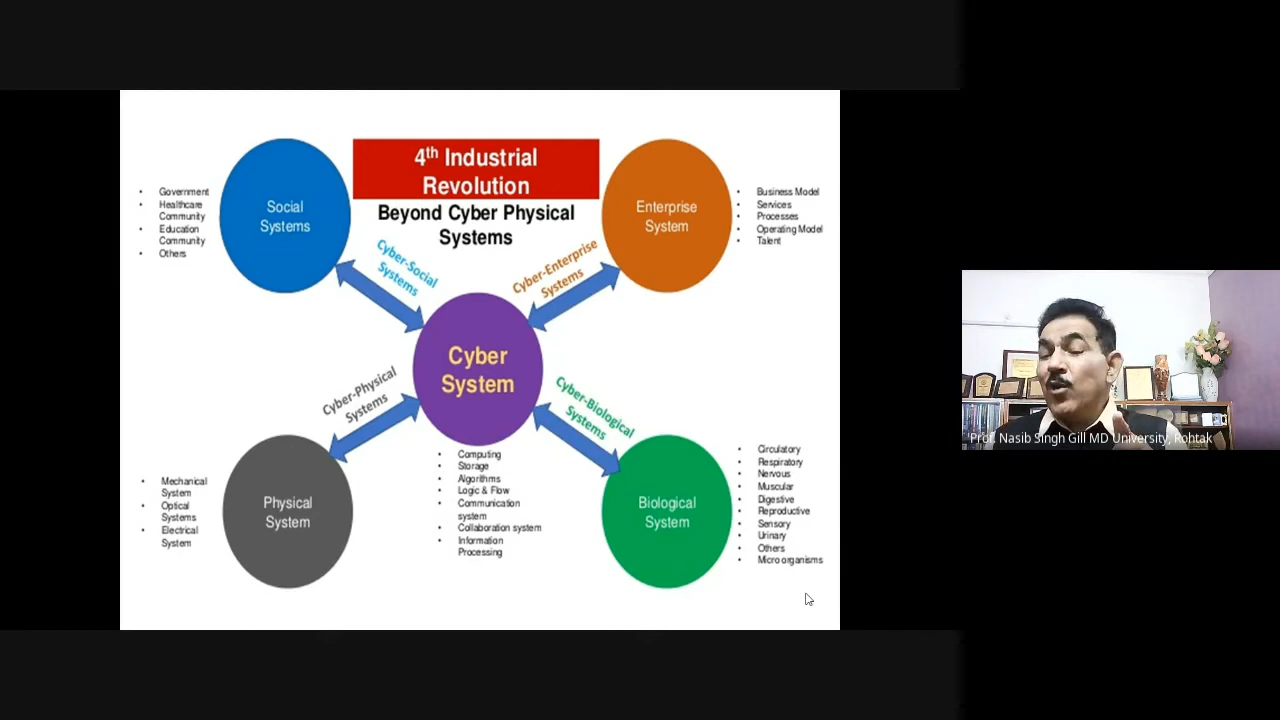 4th Industrial
Revolution
Beyond Cyber Physical
Systems
Social
Systems
• Government
• Healthcare
Community
• Education
Community
• Others
Enterprise
System
• Business Model
• Services
• Processes
• Operating Model
• Talent
Cyber-Social
Systems
Cyber-Enterprise
Systems
Cyber
System
Cyber-Physical
Systems
Cyber-Biological
Systems
Physical
System
• Mechanical
System
• Optical
Systems
• Electrical
System
• Computing
• Storage
• Algorithms
• Logic & Flow
• Communication
system
• Collaboration system
• Information
Processing
Biological
System
• Circulatory
• Respiratory
• Nervous
• Muscular
• Digestive
• Reproductive
• Sensory
• Urinary
• Others
• Micro organisms
'Prof. Nasib Singh Gill MD University, Rohtak